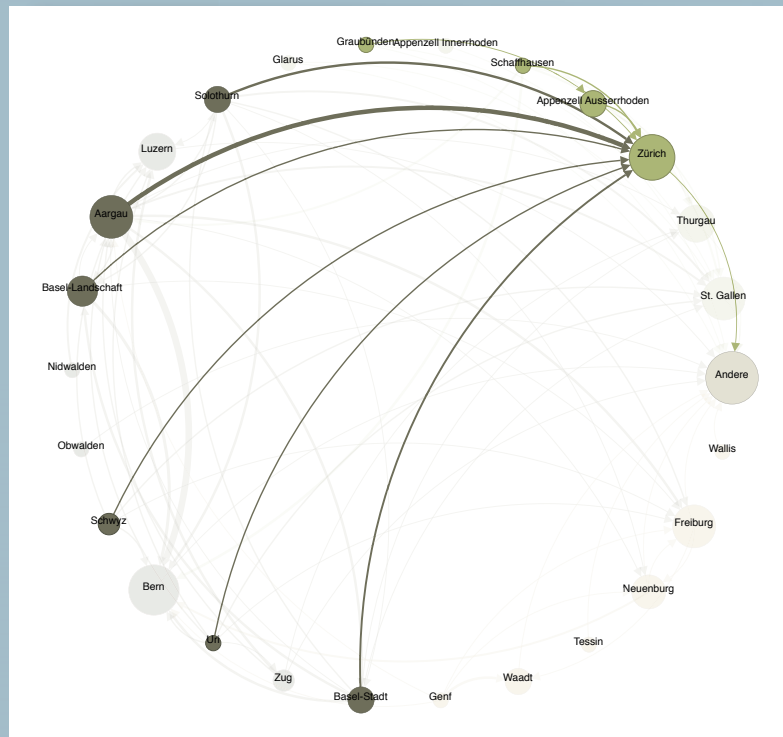 Graubünden
Appenzell Innerrhoden
Glarus
Schaffhausen
Solothurn
Appenzell Ausserrhoden
Luzern
Zürich
Aargau
Thurgau
Basel-Landschaft
St. Gallen
Nidwalden
Andere
Obwalden
Wallis
Schwyz
Freiburg
Bern
Neuenburg
Uri
Tessin
Zug
Waadt
Basel-Stadt
Genf